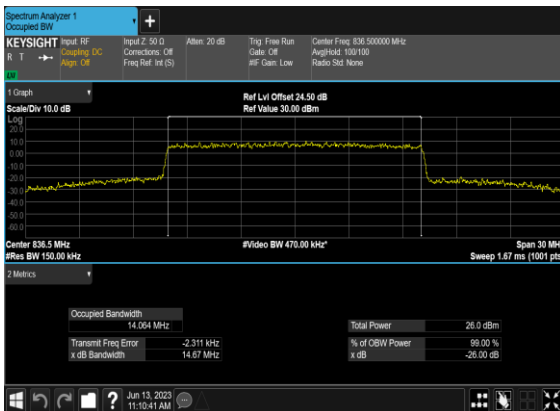 Spectrum Analyzer 1
Occupied BW
+
KEYSIGHT Input: RF Input Z: 50 Ω Atten: 20 dB Trig: Free Run Center Freq: 836.500000 MHz
R T Coupling: DC Corrections: Off Gate: Off Avg|Hold: 100/100
Align: Off Freq Ref: Int (S) #IF Gain: Low Radio Std: None
LV
1 Graph
Ref Lvl Offset 24.50 dB
Scale/Div 10.0 dB Ref Value 30.00 dBm
Log
20.0
10.0
0.00
-10.0
-20.0
-30.0
-40.0
-50.0
-60.0
Center 836.5 MHz #Video BW 470.00 kHz* Span 30 MH
#Res BW 150.00 kHz Sweep 1.67 ms (1001 pts
2 Metrics
Occupied Bandwidth
14.064 MHz Total Power 26.0 dBm
Transmit Freq Error -2.311 kHz % of OBW Power 99.00 %
x dB Bandwidth 14.67 MHz x dB -26.00 dB
?
Jun 13, 2023
11:10:41 AM